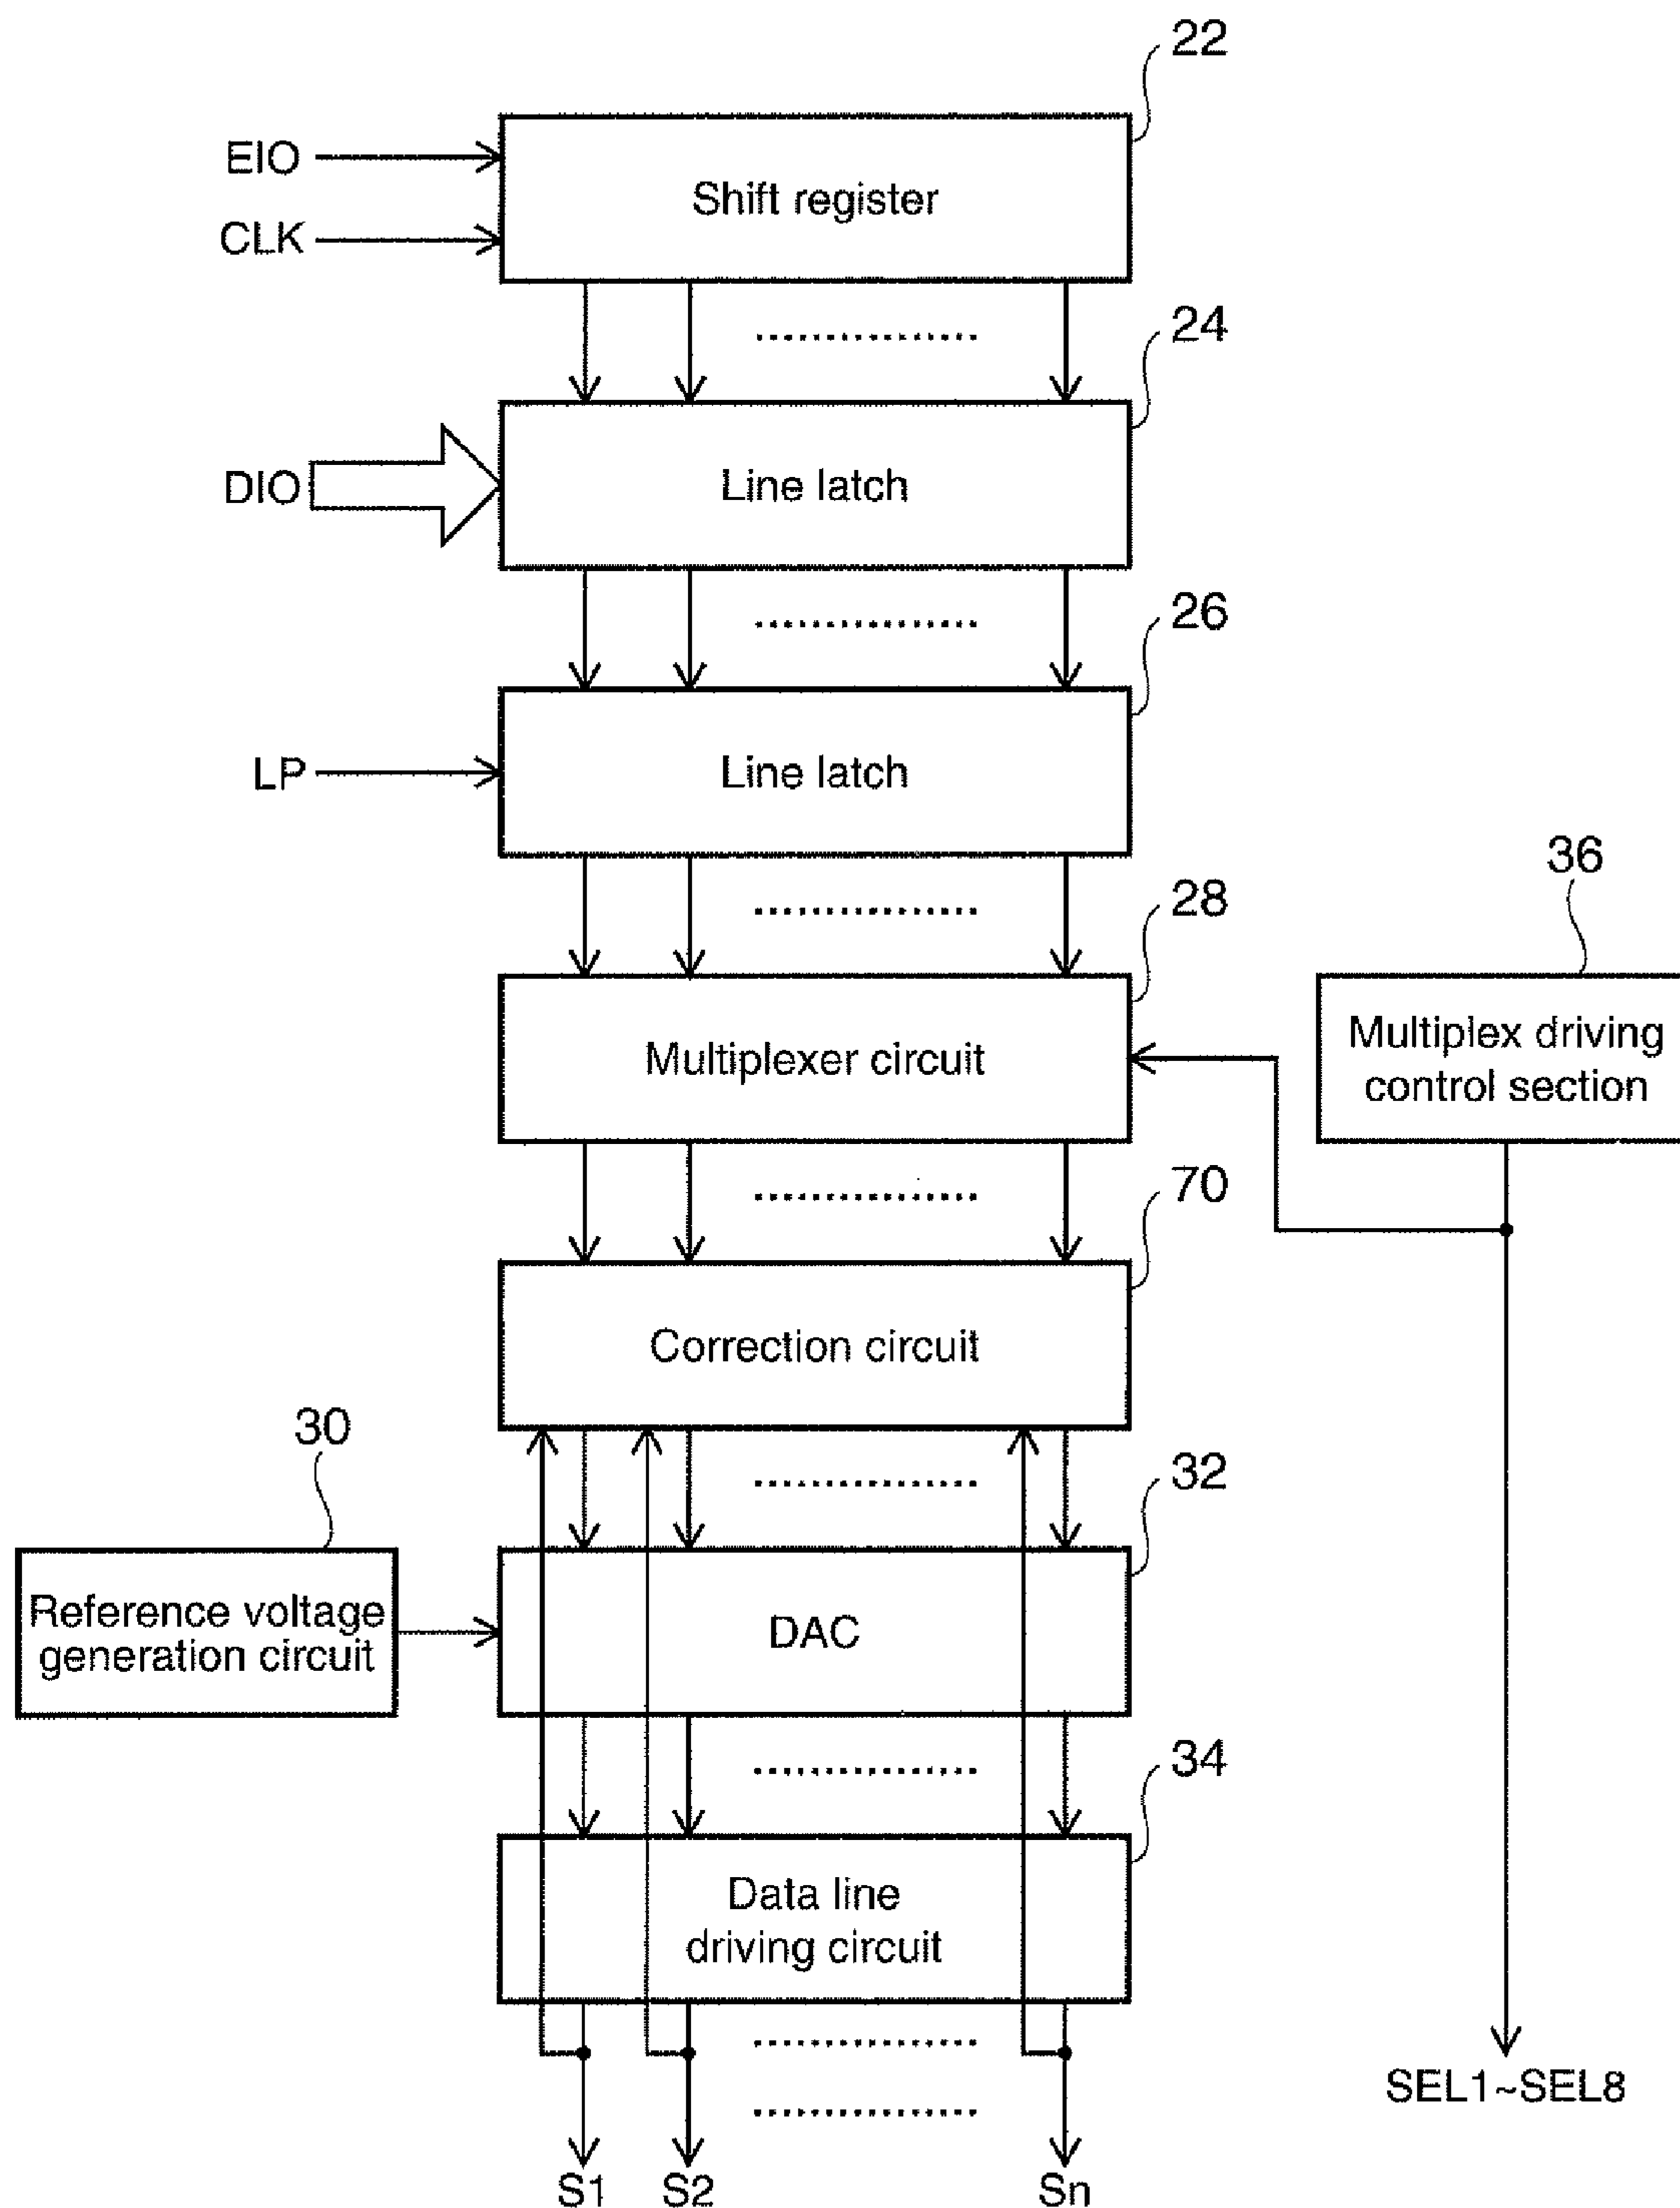 22
EIO
CLK
Shift register
24
DIO
Line latch
26
LP
Line latch
28
36
Multiplexer circuit
Multiplex driving
control section
70
Correction circuit
30
32
Reference voltage
generation circuit
DAC
34
Data line
driving circuit
SEL1~SEL8
S1 S2 Sn